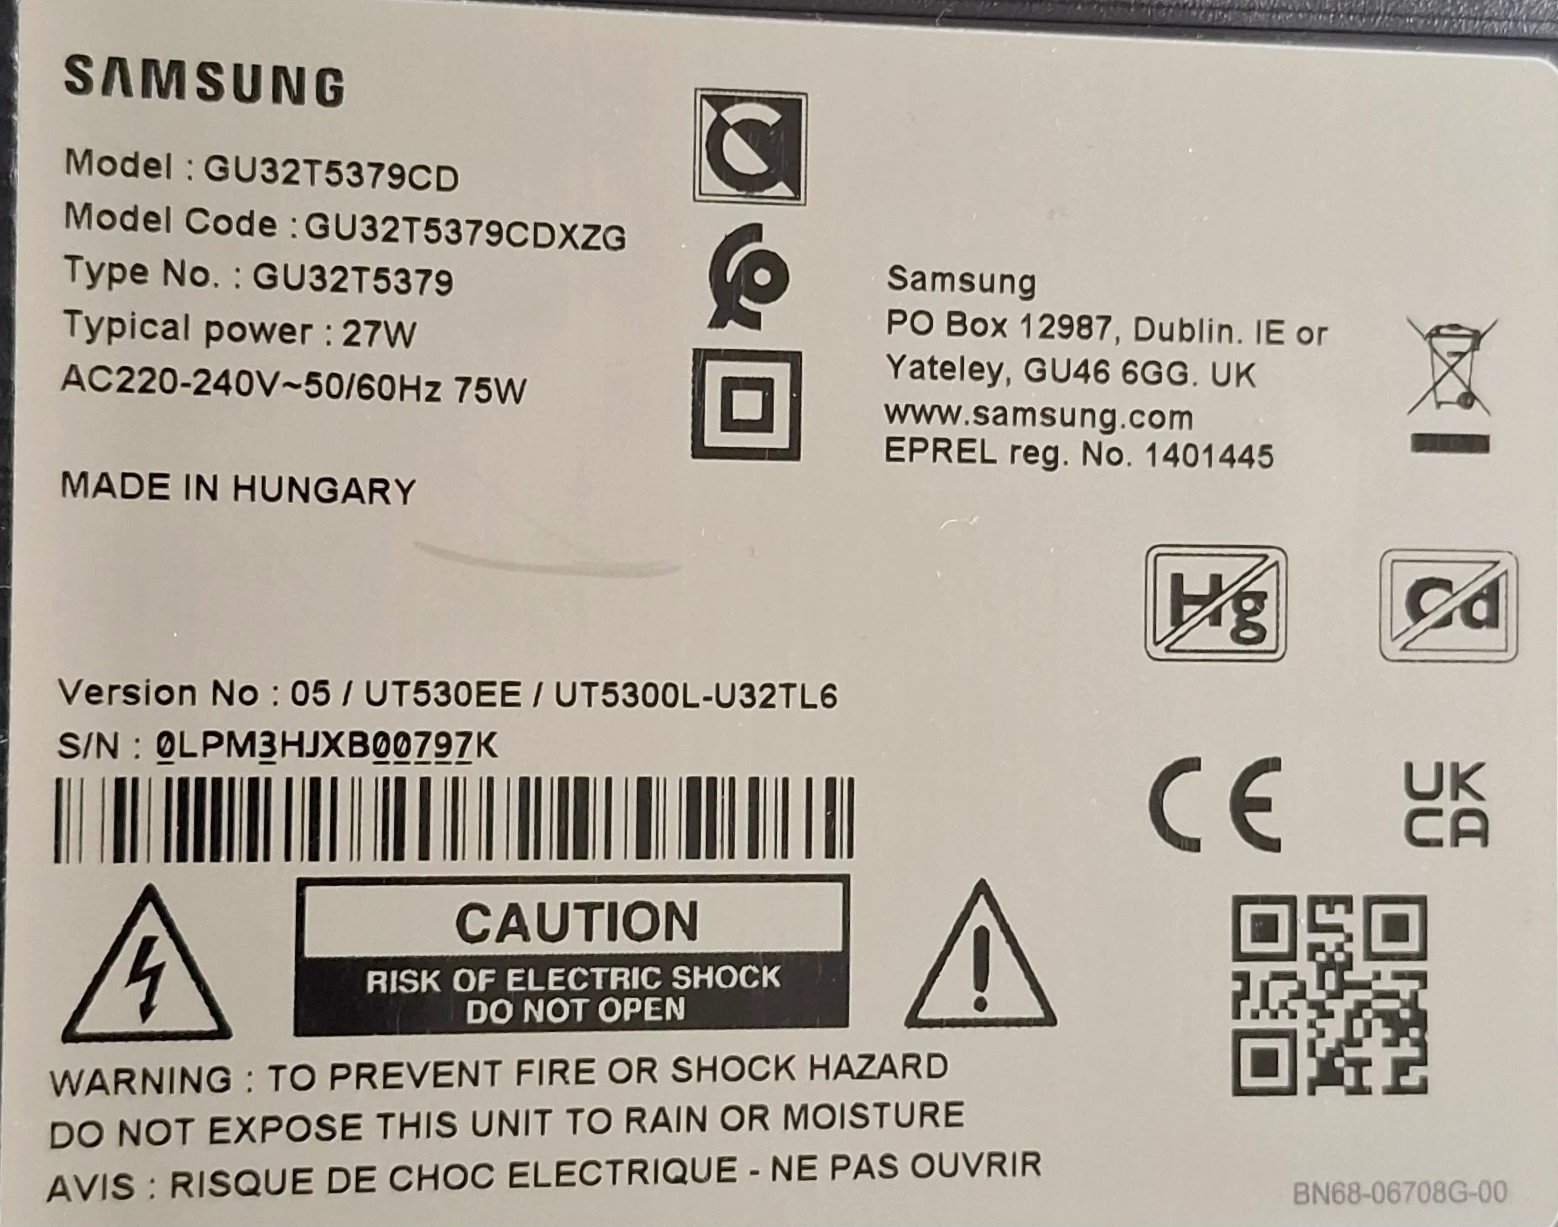 SAMSUNG
Model : GU32T5379CD
Model Code : GU32T5379CDXZG
Type No. : GU32T5379
Typical power : 27W
AC220-240V~50/60Hz 75W
MADE IN HUNGARY
Samsung
PO Box 12987, Dublin. IE or
Yateley, GU46 6GG. UK
www.samsung.com
EPREL reg. No. 1401445
Hg
Cd
Version No : 05 / UT530EE / UT5300L-U32TL6
S/N : 0LPM3HJXB00797K
CE
UK
CA
CAUTION
RISK OF ELECTRIC SHOCK
DO NOT OPEN
WARNING : TO PREVENT FIRE OR SHOCK HAZARD
DO NOT EXPOSE THIS UNIT TO RAIN OR MOISTURE
AVIS : RISQUE DE CHOC ELECTRIQUE - NE PAS OUVRIR
BN68-06708G-00